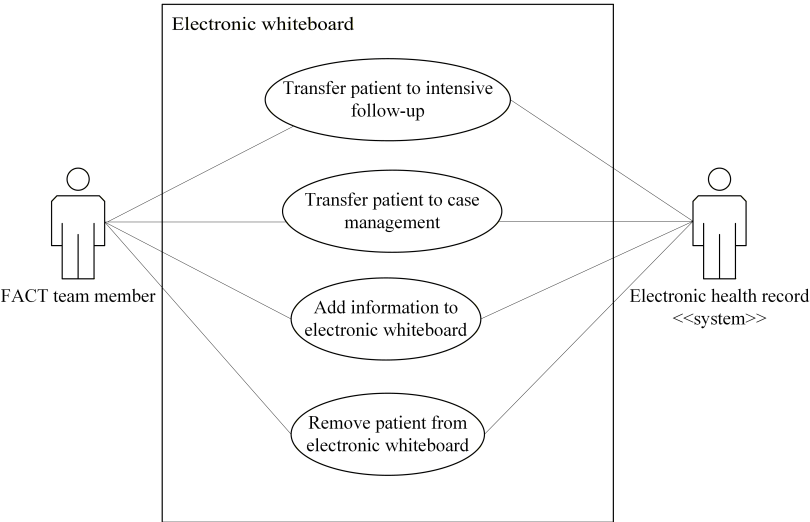 Electronic whiteboard
Transfer patient to intensive
follow-up
Transfer patient to case
management
FACT team member
Electronic health record
<<system>>
Add information to
electronic whiteboard
Remove patient from
electronic whiteboard